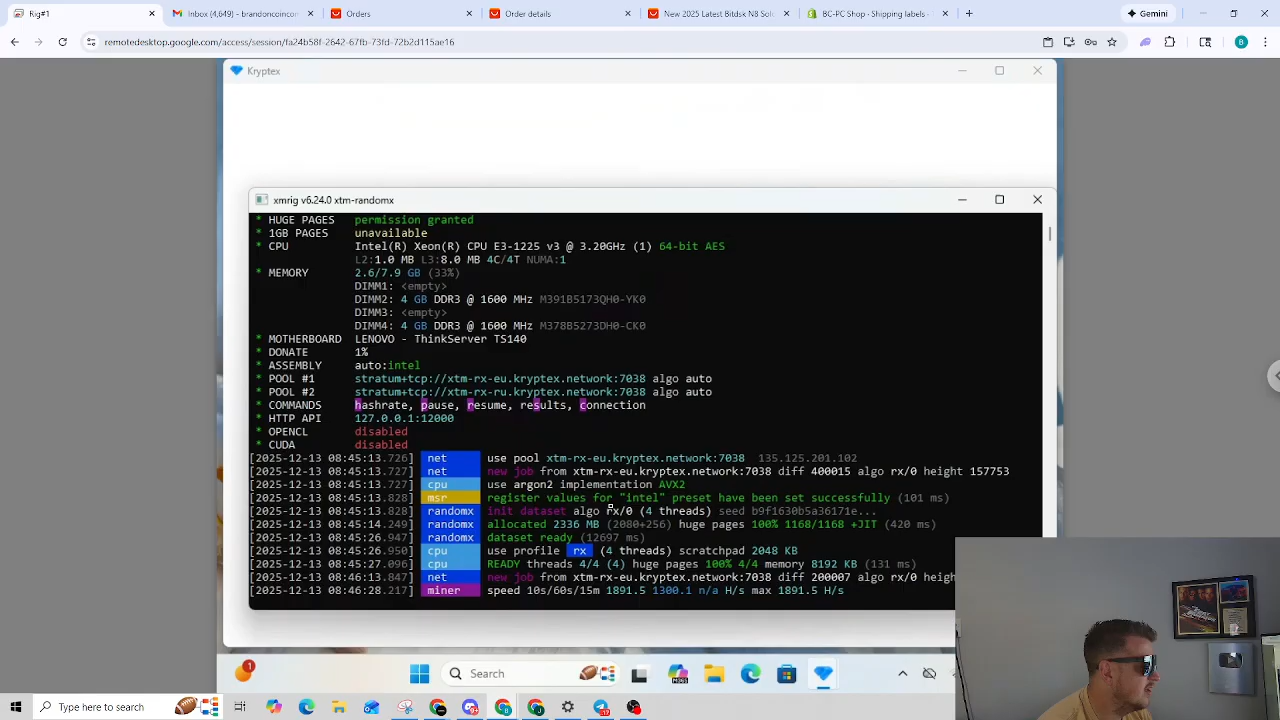 Rig#1
Inbox (4,649) - brandoncoincor
Orders
Order details
New 2025 Latest Bitdsk N8 Solo
BC-PC Shop · Shipping labels ·
Gemini
remotedesktop.google.com/access/session/fa24b58f-2642-67fb-73fd-72b2d115ae16
B
Kryptex
xmrig v6.24.0 xtm-randomx
* HUGE PAGES permission granted
* 1GB PAGES unavailable
* CPU Intel(R) Xeon(R) CPU E3-1225 v3 @ 3.20GHz (1) 64-bit AES
L2:1.0 MB L3:8.0 MB 4C/4T NUMA:1
* MEMORY 2.6/7.9 GB (33%)
DIMM1: <empty>
DIMM2: 4 GB DDR3 @ 1600 MHz M391B5173QH0-YK0
DIMM3: <empty>
DIMM4: 4 GB DDR3 @ 1600 MHz M378B5273DH0-CK0
* MOTHERBOARD LENOVO - ThinkServer TS140
* DONATE 1%
* ASSEMBLY auto:intel
* POOL #1 stratum+tcp://xtm-rx-eu.kryptex.network:7038 algo auto
* POOL #2 stratum+tcp://xtm-rx-ru.kryptex.network:7038 algo auto
* COMMANDS hashrate, pause, resume, results, connection
* HTTP API 127.0.0.1:12000
* OPENCL disabled
* CUDA disabled
[2025-12-13 08:45:13.726] net use pool xtm-rx-eu.kryptex.network:7038 135.125.201.102
[2025-12-13 08:45:13.727] net new job from xtm-rx-eu.kryptex.network:7038 diff 400015 algo rx/0 height 157753
[2025-12-13 08:45:13.727] cpu use argon2 implementation AVX2
[2025-12-13 08:45:13.828] msr register values for "intel" preset have been set successfully (101 ms)
[2025-12-13 08:45:13.828] randomx init dataset algo rx/0 (4 threads) seed b9f1630b5a36171e...
[2025-12-13 08:45:14.249] randomx allocated 2336 MB (2080+256) huge pages 100% 1168/1168 +JIT (420 ms)
[2025-12-13 08:45:26.947] randomx dataset ready (12697 ms)
[2025-12-13 08:45:26.950] cpu use profile rx (4 threads) scratchpad 2048 KB
[2025-12-13 08:45:27.096] cpu READY threads 4/4 (4) huge pages 100% 4/4 memory 8192 KB (131 ms)
[2025-12-13 08:46:13.847] net new job from xtm-rx-eu.kryptex.network:7038 diff 200007 algo rx/0 height
[2025-12-13 08:46:28.217] miner speed 10s/60s/15m 1891.5 1300.1 n/a H/s max 1891.5 H/s
1
Search
Type here to search